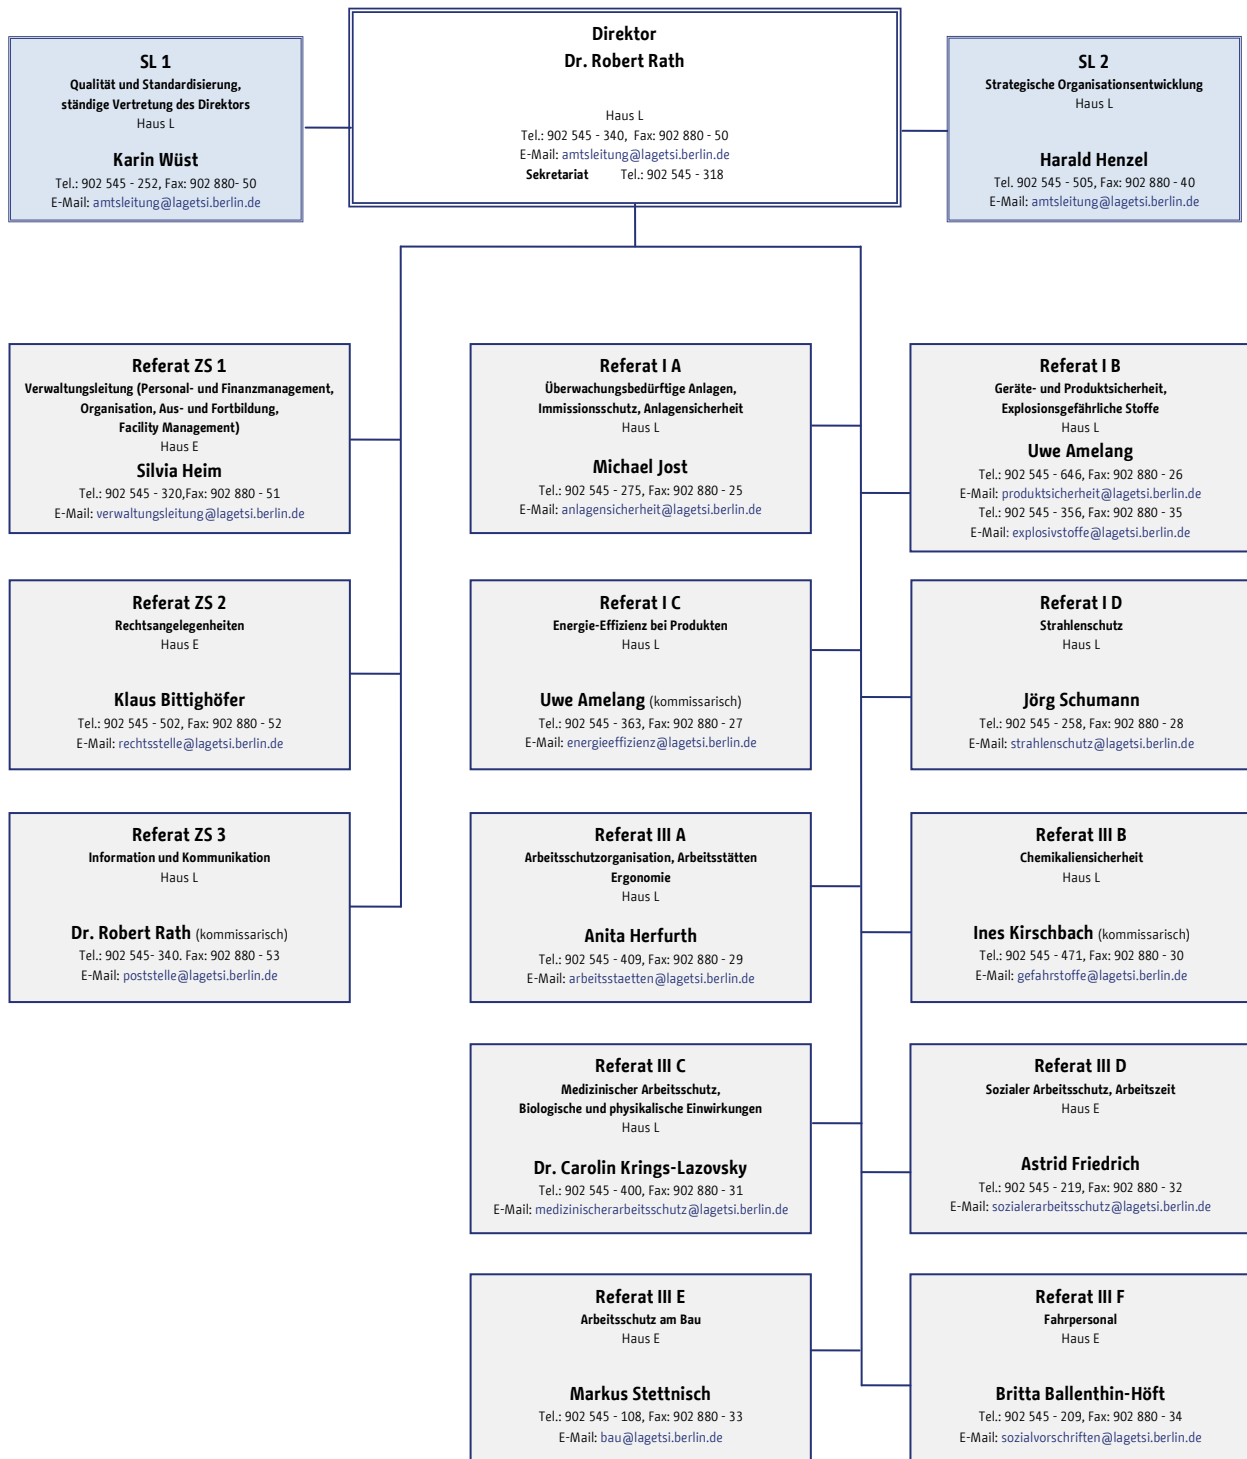 Direktor
Dr. Robert Rath
Haus L
Tel.: 902 545 - 340, Fax: 902 880 - 50
E-Mail: amtsleitung@lagetsi.berlin.de
Sekretariat Tel.: 902 545 - 318
SL 1
Qualität und Standardisierung,
ständige Vertretung des Direktors
Haus L
Karin Wüst
Tel.: 902 545 - 252, Fax: 902 880- 50
E-Mail: amtsleitung@lagetsi.berlin.de
SL 2
Strategische Organisationsentwicklung
Haus L
Harald Henzel
Tel. 902 545 - 505, Fax: 902 880 - 40
E-Mail: amtsleitung@lagetsi.berlin.de
Referat ZS 1
Verwaltungsleitung (Personal- und Finanzmanagement,
Organisation, Aus- und Fortbildung,
Facility Management)
Haus E
Silvia Heim
Tel.: 902 545 - 320,Fax: 902 880 - 51
E-Mail: verwaltungsleitung@lagetsi.berlin.de
Referat I A
Überwachungsbedürftige Anlagen,
Immissionsschutz, Anlagensicherheit
Haus L
Michael Jost
Tel.: 902 545 - 275, Fax: 902 880 - 25
E-Mail: anlagensicherheit@lagetsi.berlin.de
Referat I B
Geräte- und Produktsicherheit,
Explosionsgefährliche Stoffe
Haus L
Uwe Amelang
Tel.: 902 545 - 646, Fax: 902 880 - 26
E-Mail: produktsicherheit@lagetsi.berlin.de
Tel.: 902 545 - 356, Fax: 902 880 - 35
E-Mail: explosivstoffe@lagetsi.berlin.de
Referat ZS 2
Rechtsangelegenheiten
Haus E
Klaus Bittighöfer
Tel.: 902 545 - 502, Fax: 902 880 - 52
E-Mail: rechtsstelle@lagetsi.berlin.de
Referat I C
Energie-Effizienz bei Produkten
Haus L
Uwe Amelang (kommissarisch)
Tel.: 902 545 - 363, Fax: 902 880 - 27
E-Mail: energieeffizienz@lagetsi.berlin.de
Referat I D
Strahlenschutz
Haus L
Jörg Schumann
Tel.: 902 545 - 258, Fax: 902 880 - 28
E-Mail: strahlenschutz@lagetsi.berlin.de
Referat ZS 3
Information und Kommunikation
Haus L
Dr. Robert Rath (kommissarisch)
Tel.: 902 545- 340. Fax: 902 880 - 53
E-Mail: poststelle@lagetsi.berlin.de
Referat III A
Arbeitsschutzorganisation, Arbeitsstätten
Ergonomie
Haus L
Anita Herfurth
Tel.: 902 545 - 409, Fax: 902 880 - 29
E-Mail: arbeitsstaetten@lagetsi.berlin.de
Referat III B
Chemikaliensicherheit
Haus L
Ines Kirschbach (kommissarisch)
Tel.: 902 545 - 471, Fax: 902 880 - 30
E-Mail: gefahrstoffe@lagetsi.berlin.de
Referat III C
Medizinischer Arbeitsschutz,
Biologische und physikalische Einwirkungen
Haus L
Dr. Carolin Krings-Lazovsky
Tel.: 902 545 - 400, Fax: 902 880 - 31
E-Mail: medizinischerarbeitsschutz@lagetsi.berlin.de
Referat III D
Sozialer Arbeitsschutz, Arbeitszeit
Haus E
Astrid Friedrich
Tel.: 902 545 - 219, Fax: 902 880 - 32
E-Mail: sozialerarbeitsschutz@lagetsi.berlin.de
Referat III E
Arbeitsschutz am Bau
Haus E
Markus Stettnisch
Tel.: 902 545 - 108, Fax: 902 880 - 33
E-Mail: bau@lagetsi.berlin.de
Referat III F
Fahrpersonal
Haus E
Britta Ballenthin-Höft
Tel.: 902 545 - 209, Fax: 902 880 - 34
E-Mail: sozialvorschriften@lagetsi.berlin.de